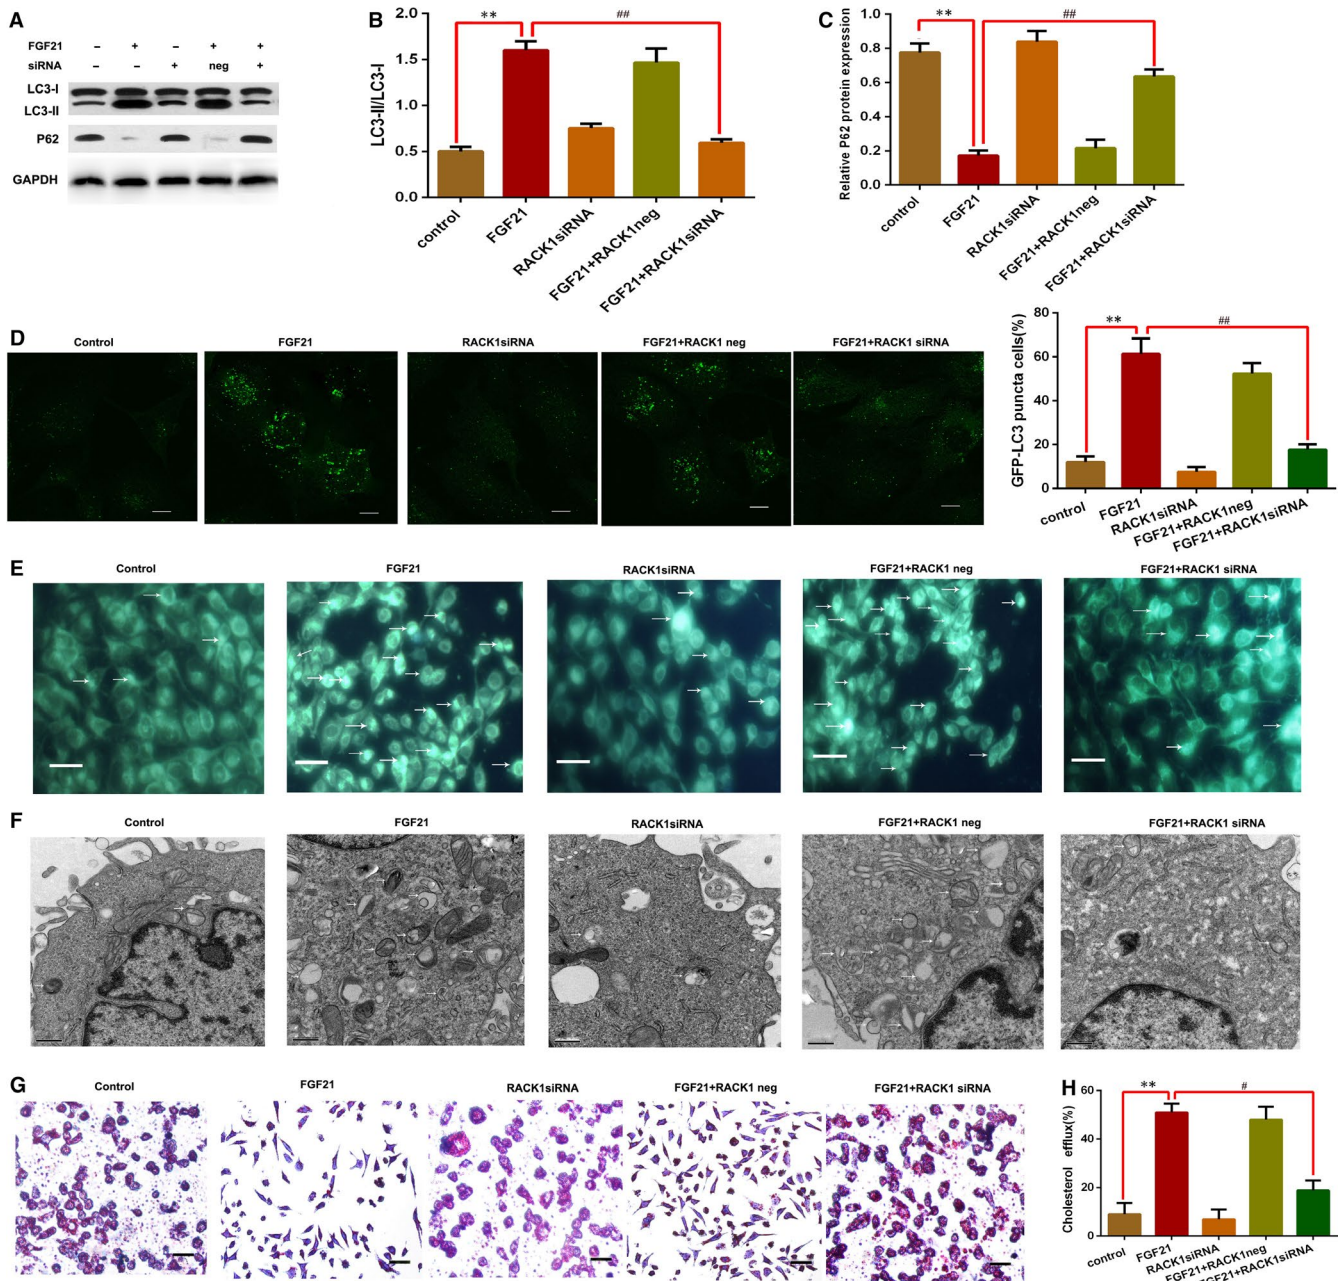 A
FGF21 – + – + +
siRNA – – + neg +
LC3-I
LC3-II
P62
GAPDH
B
LC3-II/LC3-I
2.0
1.5
1.0
0.5
0.0
** ##
control FGF21 RACK1siRNA FGF21+RACK1neg FGF21+RACK1siRNA
C
Relative P62 protein expression
1.0
0.8
0.6
0.4
0.2
0.0
** ##
control FGF21 RACK1siRNA FGF21+RACK1neg FGF21+RACK1siRNA
D
Control FGF21 RACK1siRNA FGF21+RACK1 neg FGF21+RACK1 siRNA
GFP-LC3 puncta cells(%)
80
60
40
20
0
** ##
control FGF21 RACK1siRNA FGF21+RACK1neg FGF21+RACK1siRNA
E
Control FGF21 RACK1siRNA FGF21+RACK1 neg FGF21+RACK1 siRNA
F
Control FGF21 RACK1siRNA FGF21+RACK1 neg FGF21+RACK1 siRNA
G
Control FGF21 RACK1siRNA FGF21+RACK1 neg FGF21+RACK1 siRNA
H
Cholesterol efflux(%)
60
40
20
0
** #
control FGF21 RACK1siRNA FGF21+RACK1neg FGF21+RACK1siRNA